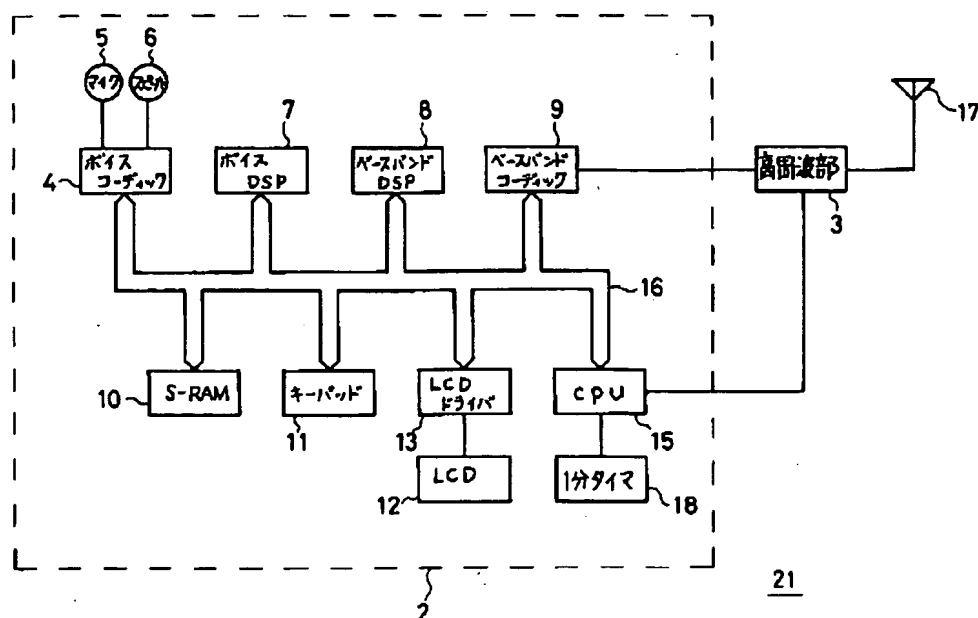 5
6
マイク
スピーカ
7
8
9
17
4
ボイス
コーディック
ボイス
DSP
ベースバンド
DSP
ベースバンド
コーディック
高周波部
3
16
10
S-RAM
キーパッド
11
LCD
ドライバ
13
CPU
15
LCD
12
1分タイマ
18
2
21